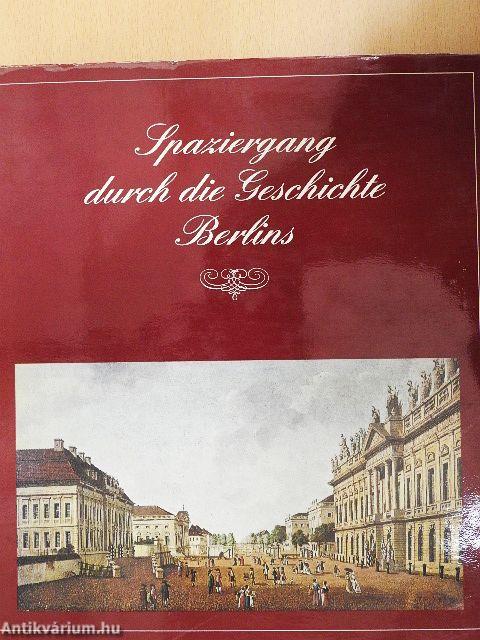 Spaziergang
durch die Geschichte
Berlins
Antikvárium.hu